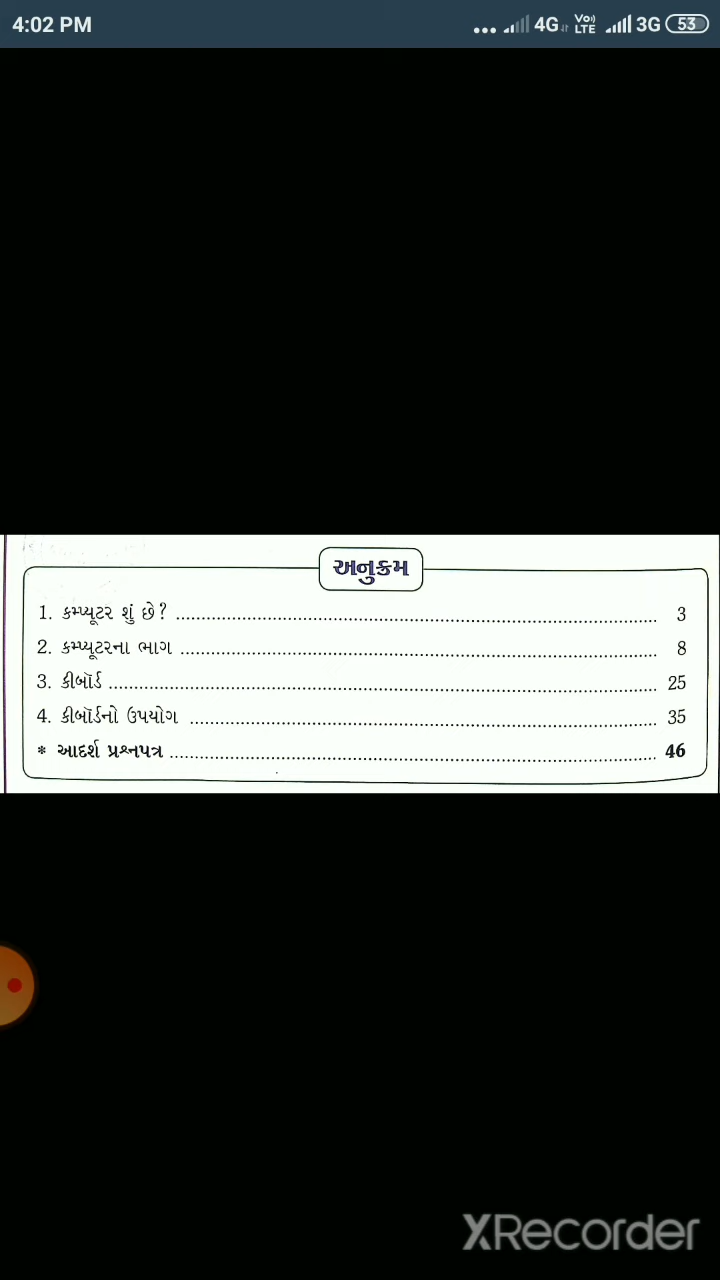 4:02 PM ... 4G Vo) LTE 3G 53
અનુક્રમ
1. કમ્પ્યૂટર શું છે? 3
2. કમ્પ્યૂટરના ભાગ 8
3. કીબૉર્ડ 25
4. કીબૉર્ડનો ઉપયોગ 35
* આદર્શ પ્રશ્નપત્ર 46
XRecorder